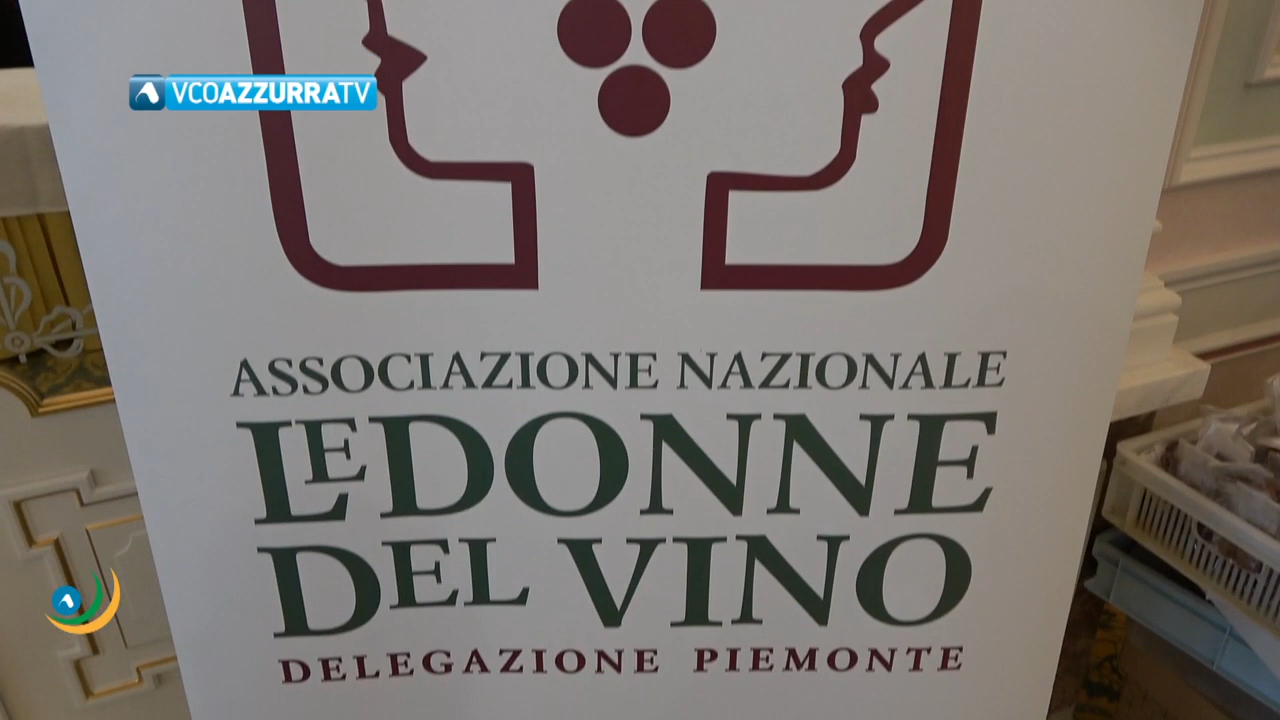 VCOAZZURRATV
ASSOCIAZIONE NAZIONALE
LE DONNE
DEL VINO
DELEGAZIONE PIEMONTE